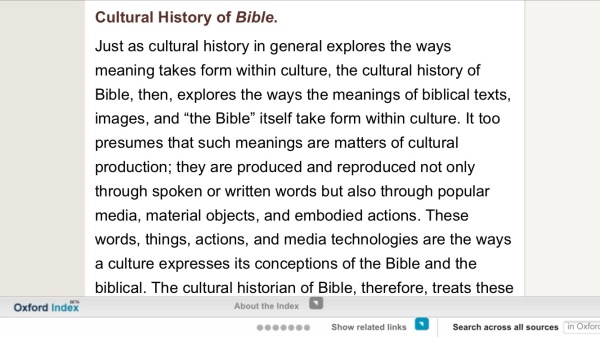 Cultural History of Bible.
Just as cultural history in general explores the ways
meaning takes form within culture, the cultural history of
Bible, then, explores the ways the meanings of biblical texts,
images, and “the Bible” itself take form within culture. It too
presumes that such meanings are matters of cultural
production; they are produced and reproduced not only
through spoken or written words but also through popular
media, material objects, and embodied actions. These
words, things, actions, and media technologies are the ways
a culture expresses its conceptions of the Bible and the
biblical. The cultural historian of Bible, therefore, treats these
Oxford Index BETA
About the Index
Show related links
Search across all sources
in Oxford